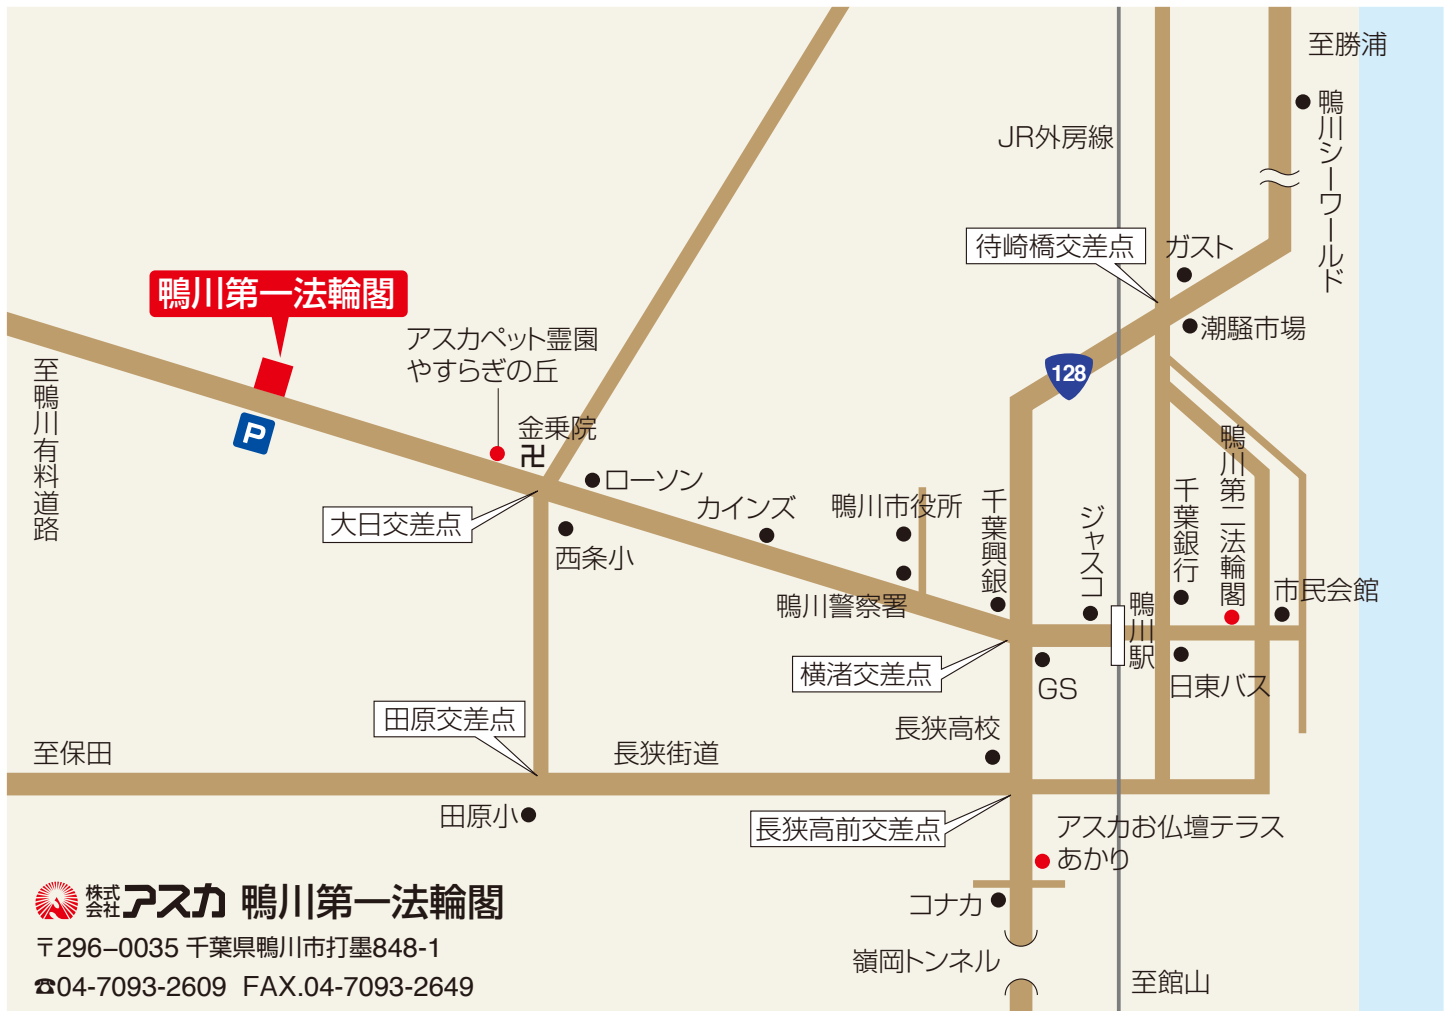 至勝浦
鴨川シーワールド
JR外房線
待崎橋交差点
ガスト
潮騒市場
128
鴨川第一法輪閣
P
至鴨川有料道路
アスカペット霊園
やすらぎの丘
金乗院
卍
ローソン
大日交差点
西条小
カインズ
鴨川市役所
鴨川警察署
千葉興銀
ジャスコ
鴨川駅
千葉銀行
鴨川第二法輪閣
市民会館
横渚交差点
GS
日東バス
田原交差点
至保田
長狭街道
長狭高校
田原小
長狭高前交差点
アスカお仏壇テラス
あかり
コナカ
嶺岡トンネル
至館山
株式会社アスカ 鴨川第一法輪閣
〒296–0035 千葉県鴨川市打墨848-1
☎04-7093-2609 FAX.04-7093-2649